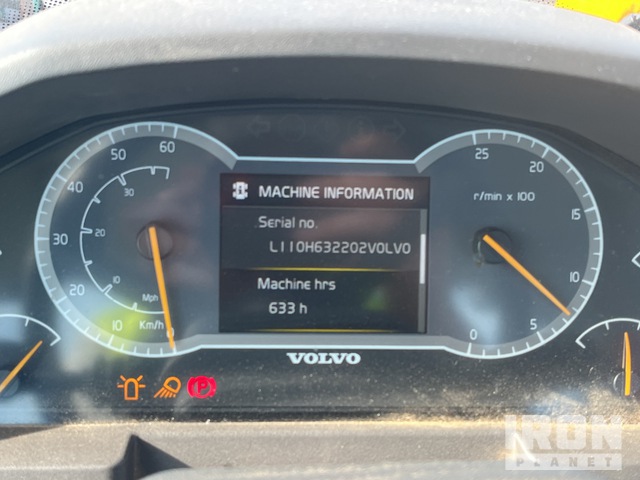 MACHINE INFORMATION
Serial no.
L110H632202VOLVO
Machine hrs
633 h
60
50
30
30
20
20
10
10
Mph
Km/h
25
20
r/min x 100
15
10
5
0
VOLVO
P
IRON
PLANET